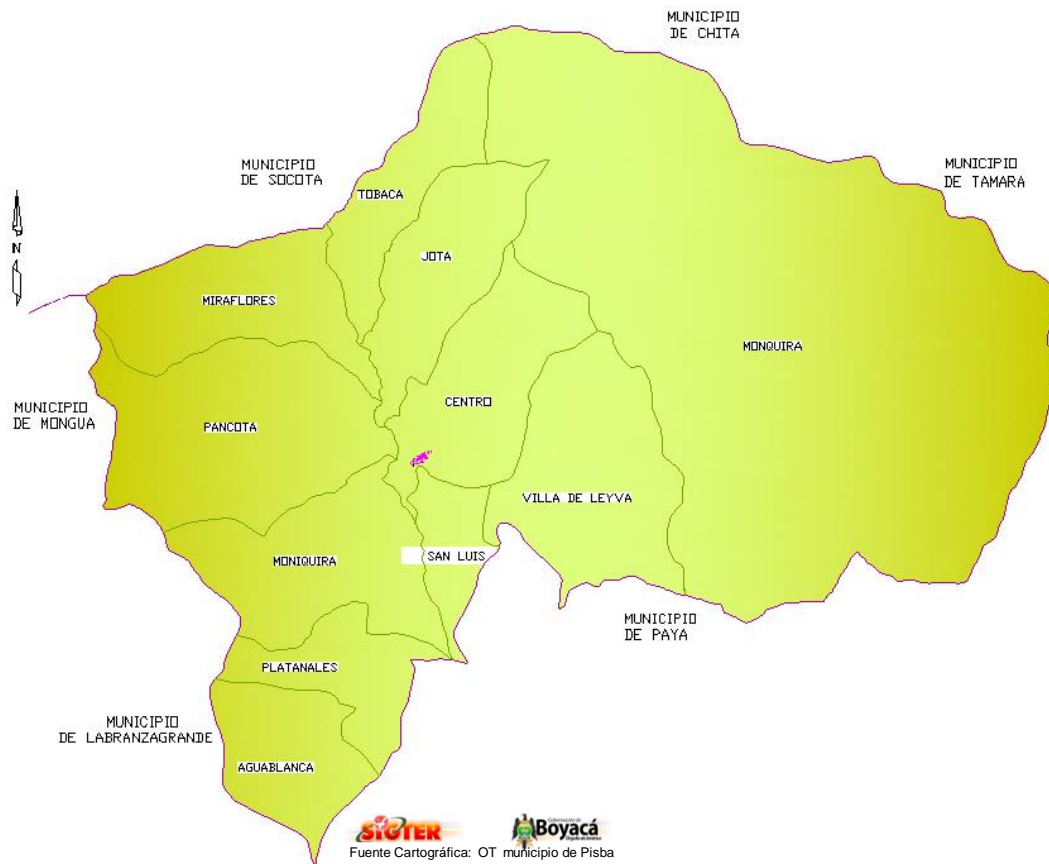 MUNICIPIO
DE CHITA
MUNICIPIO
DE SOCOTA
MUNICIPIO
DE TAMARA
TOBACA
N
JOTA
MIRAFLORES
MONQUIRA
CENTRO
MUNICIPIO
DE MONGUA
PANCOTA
VILLA DE LEYVA
MONIQUIRA
SAN LUIS
MUNICIPIO
DE PAYA
PLATANALES
MUNICIPIO
DE LABRANZAGRANDE
AGUABLANCA
SIGTER
Gobernación de
Boyacá
Fuente Cartográfica: OT municipio de Pisba